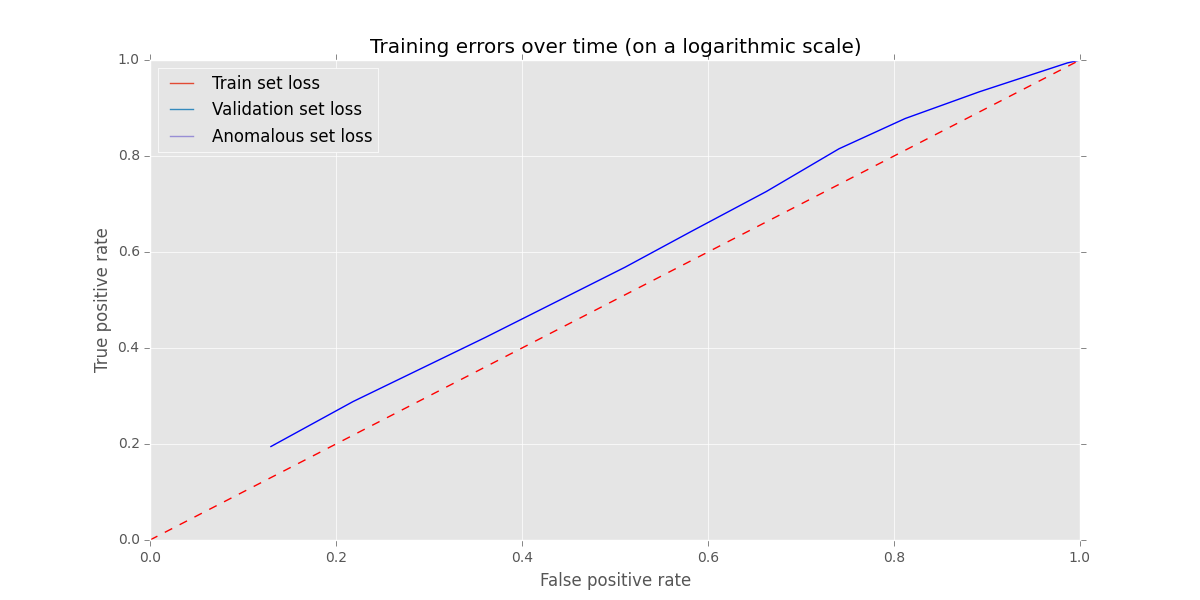 Training errors over time (on a logarithmic scale)
Train set loss
Validation set loss
Anomalous set loss
True positive rate
1.0
0.8
0.6
0.4
0.2
0.0
0.0 0.2 0.4 0.6 0.8 1.0
False positive rate